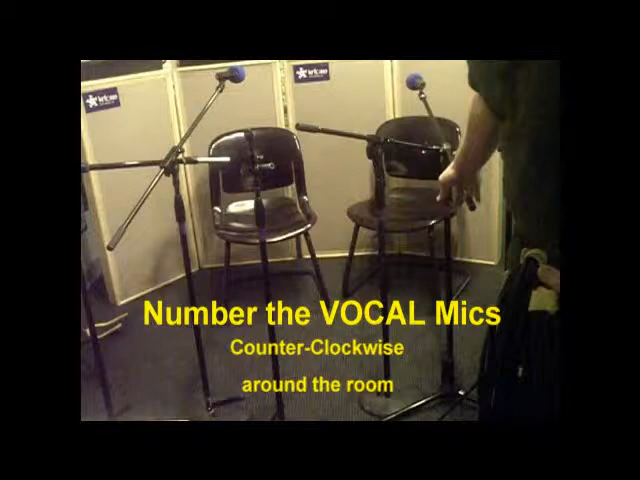 Number the VOCAL Mics
Counter-Clockwise
around the room